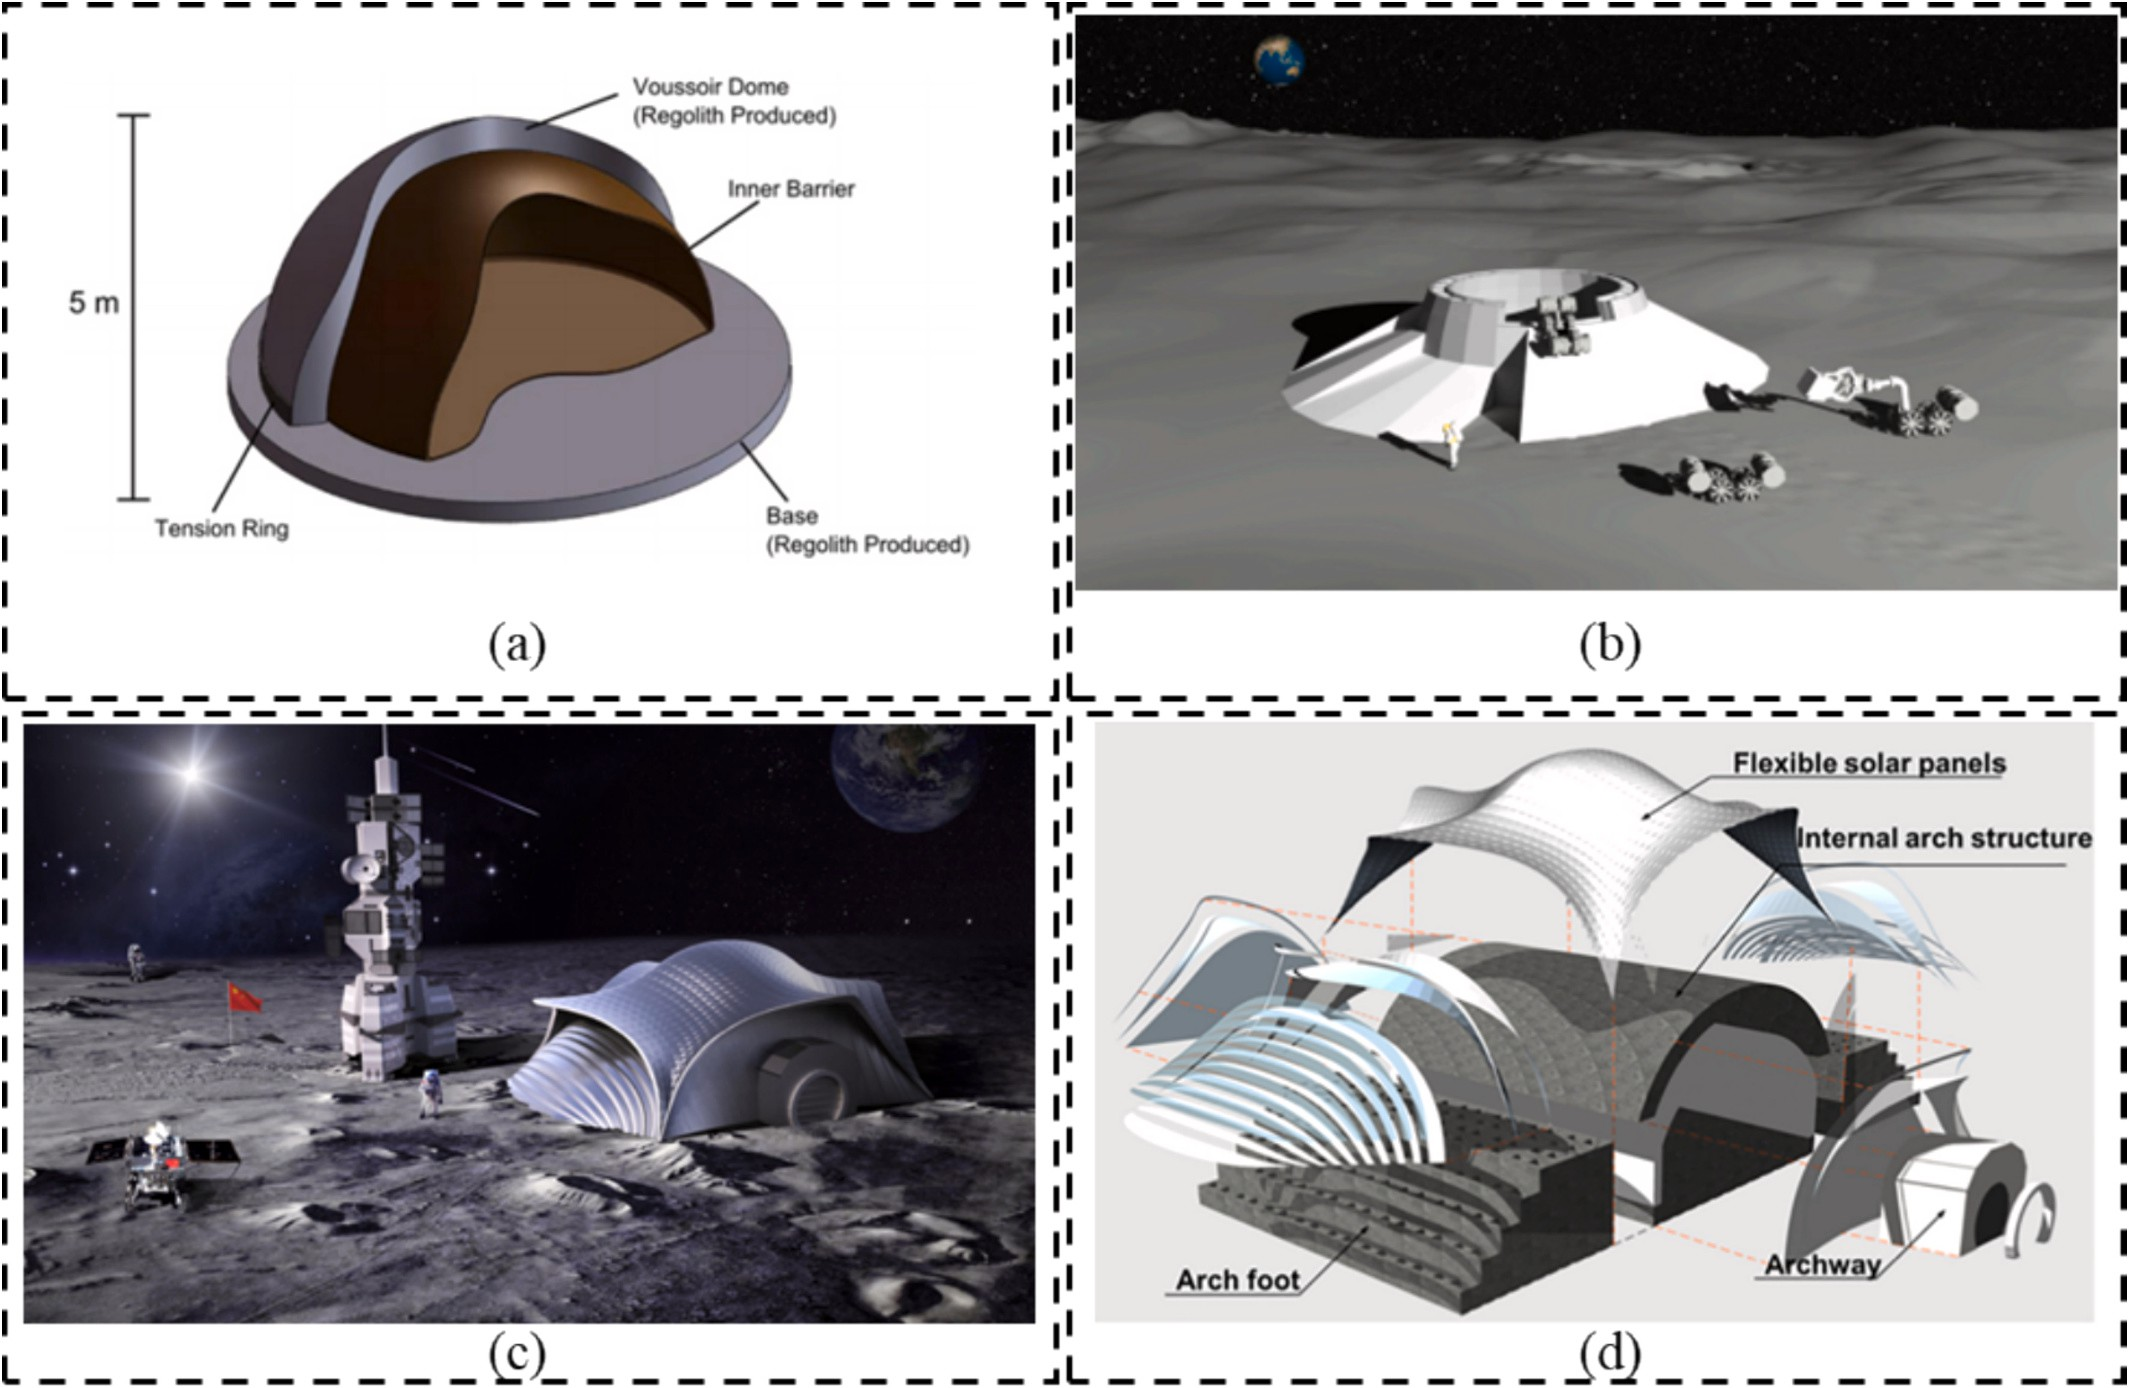 Voussoir Dome
(Regolith Produced)
Inner Barrier
5 m
Tension Ring
Base
(Regolith Produced)
(a)
(b)
(c)
Flexible solar panels
Internal arch structure
Arch foot
Archway
(d)